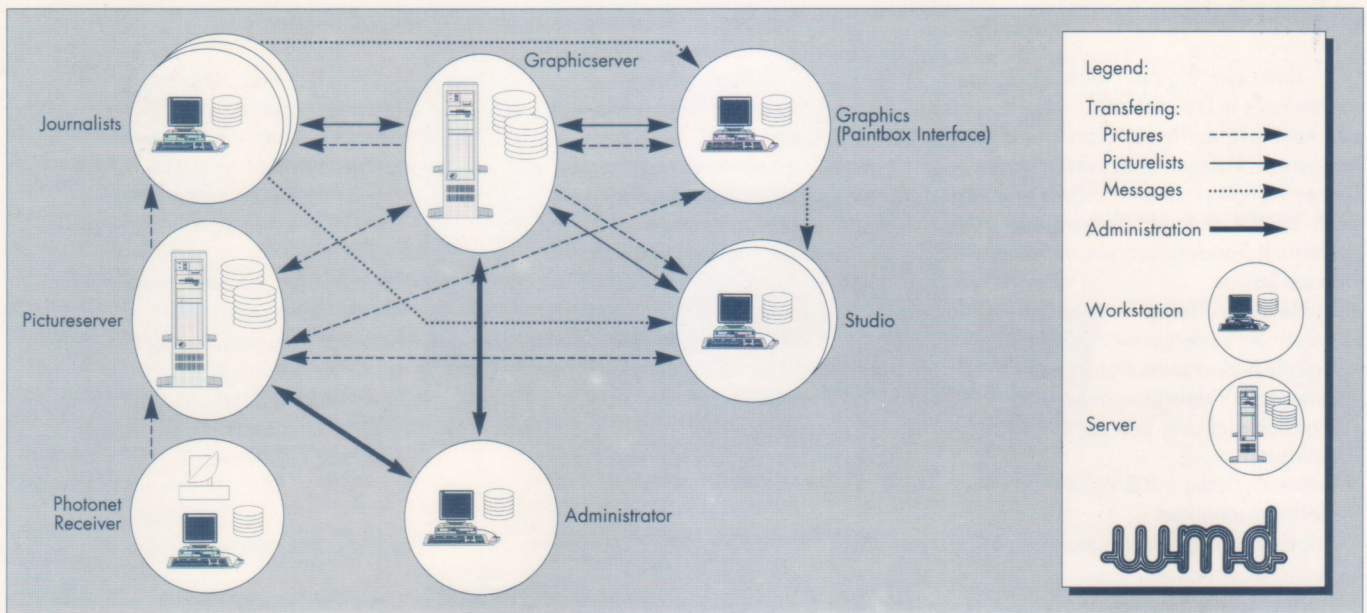 Journalists
Graphicserver
Graphics
(Paintbox Interface)
Pictureserver
Studio
Photonet
Receiver
Administrator
Legend:
Transfering:
Pictures
Picturelists
Messages
Administration
Workstation
Server
wmd